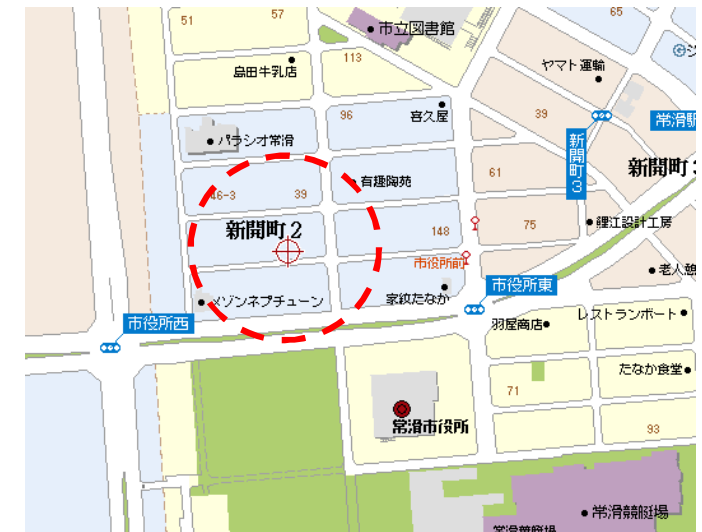 51
57
市立図書館
65
島田牛乳店
113
ヤマト運輸
96
喜久屋
39
常滑駅
パラシオ常滑
新開町3
有趣陶苑
61
新開町
46-3
39
新開町2
148
75
鯉江設計工房
市役所前
老人憩
市役所東
メゾンネプチューン
家紋たなか
市役所西
羽屋商店
レストランボート
たなか食堂
71
常滑市役所
93
常滑競艇場
常滑競艇場